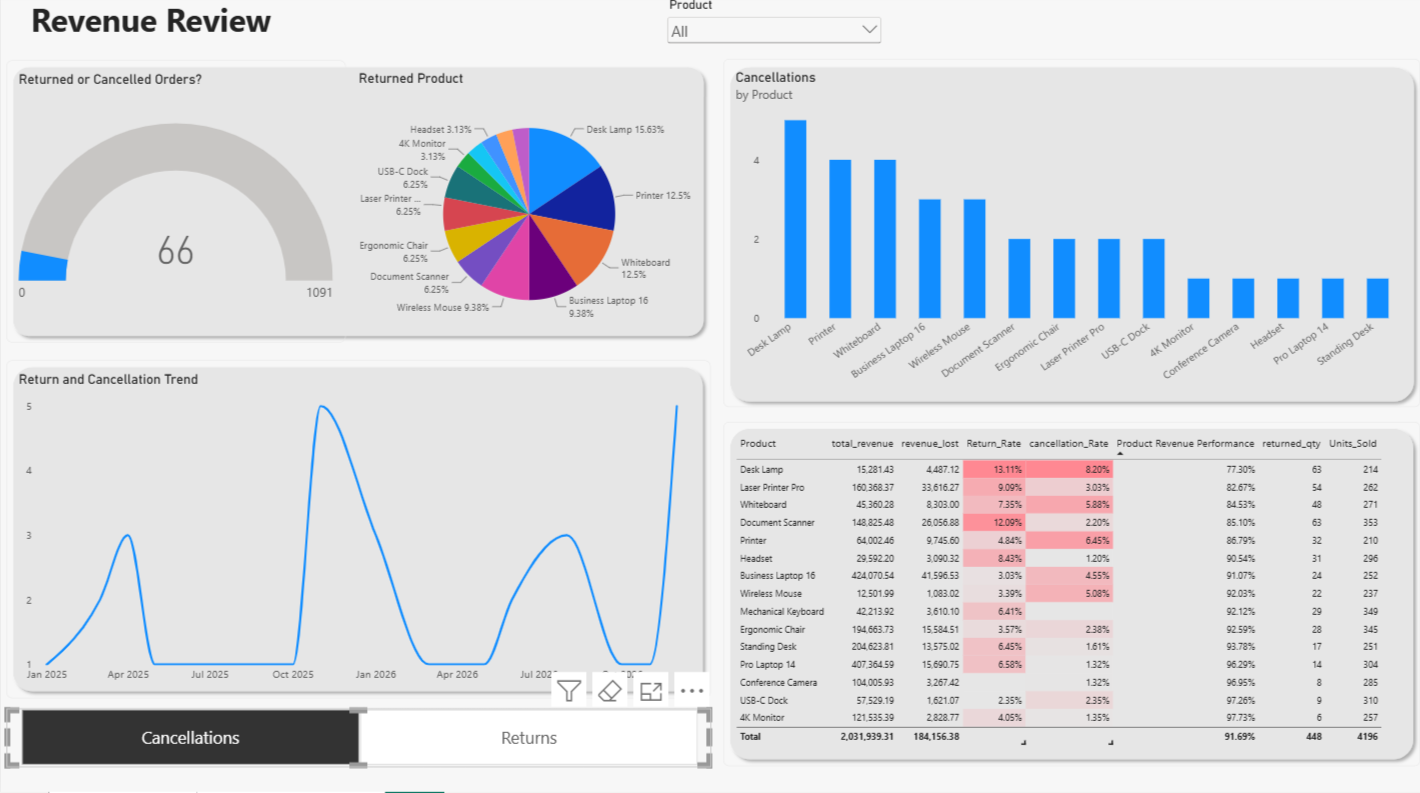 Revenue Review
Product
All
Returned or Cancelled Orders?
66
0
1091
Returned Product
Headset 3.13%
4K Monitor
3.13%
USB-C Dock
6.25%
Laser Printer ...
6.25%
Ergonomic Chair
6.25%
Document Scanner
6.25%
Wireless Mouse 9.38%
Desk Lamp 15.63%
Printer 12.5%
Whiteboard
12.5%
Business Laptop 16
9.38%
Cancellations
by Product
4
2
0
Desk Lamp
Printer
Whiteboard
Business Laptop 16
Wireless Mouse
Document Scanner
Ergonomic Chair
Laser Printer Pro
USB-C Dock
4K Monitor
Conference Camera
Headset
Pro Laptop 14
Standing Desk
Return and Cancellation Trend
5
4
3
2
1
Jan 2025 Apr 2025 Jul 2025 Oct 2025 Jan 2026 Apr 2026
Cancellations
Returns
Product total_revenue revenue_lost Return_Rate cancellation_Rate Product Revenue Performance returned_qty Units_Sold
Desk Lamp 15,281.43 4,487.12 13.11% 8.20% 77.30% 63 214
Laser Printer Pro 160,368.37 33,616.27 9.09% 3.03% 82.67% 54 262
Whiteboard 45,360.28 8,303.00 7.35% 5.88% 84.53% 48 271
Document Scanner 148,825.48 26,056.88 12.09% 2.20% 85.10% 63 353
Printer 64,002.46 9,745.60 4.84% 6.45% 86.79% 32 210
Headset 29,592.20 3,090.32 8.43% 1.20% 90.54% 31 296
Business Laptop 16 424,070.54 41,596.53 3.03% 4.55% 91.07% 24 252
Wireless Mouse 12,501.99 1,083.02 3.39% 5.08% 92.03% 22 237
Mechanical Keyboard 42,213.92 3,610.10 6.41% 92.12% 29 349
Ergonomic Chair 194,663.73 15,584.51 3.57% 2.38% 92.59% 28 345
Standing Desk 204,623.81 13,575.02 6.45% 1.61% 93.78% 17 251
Pro Laptop 14 407,364.59 15,690.75 6.58% 1.32% 96.29% 14 304
Conference Camera 104,005.93 3,267.42 1.32% 96.95% 8 285
USB-C Dock 57,529.19 1,621.07 2.35% 2.35% 97.26% 9 310
4K Monitor 121,535.39 2,828.77 4.05% 1.35% 97.73% 6 257
Total 2,031,939.31 184,156.38 91.69% 448 4196